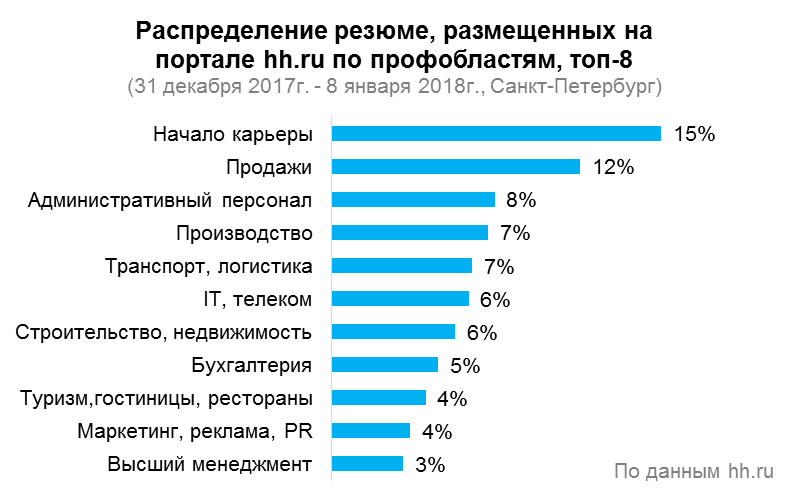 Распределение резюме, размещенных на
портале hh.ru по профобластям, топ-8
(31 декабря 2017г. - 8 января 2018г., Санкт-Петербург)
Начало карьеры 15%
Продажи 12%
Административный персонал 8%
Производство 7%
Транспорт, логистика 7%
IT, телеком 6%
Строительство, недвижимость 6%
Бухгалтерия 5%
Туризм,гостиницы, рестораны 4%
Маркетинг, реклама, PR 4%
Высший менеджмент 3%
По данным hh.ru